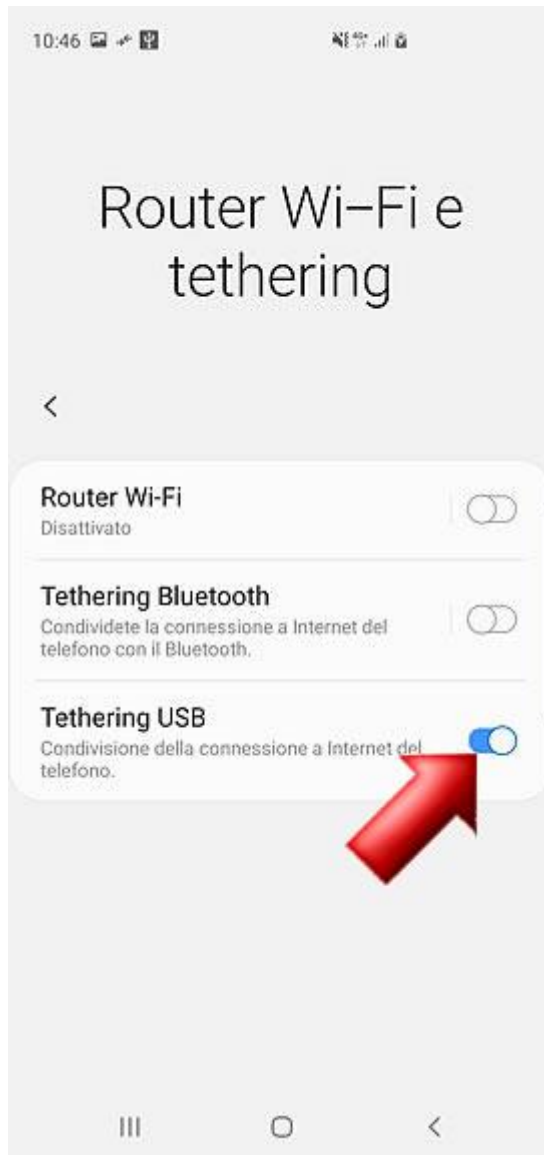 10:46
Router Wi-Fi e
tethering
Router Wi-Fi
Disattivato
Tethering Bluetooth
Condividete la connessione a Internet del
telefono con il Bluetooth.
Tethering USB
Condivisione della connessione a Internet del
telefono.